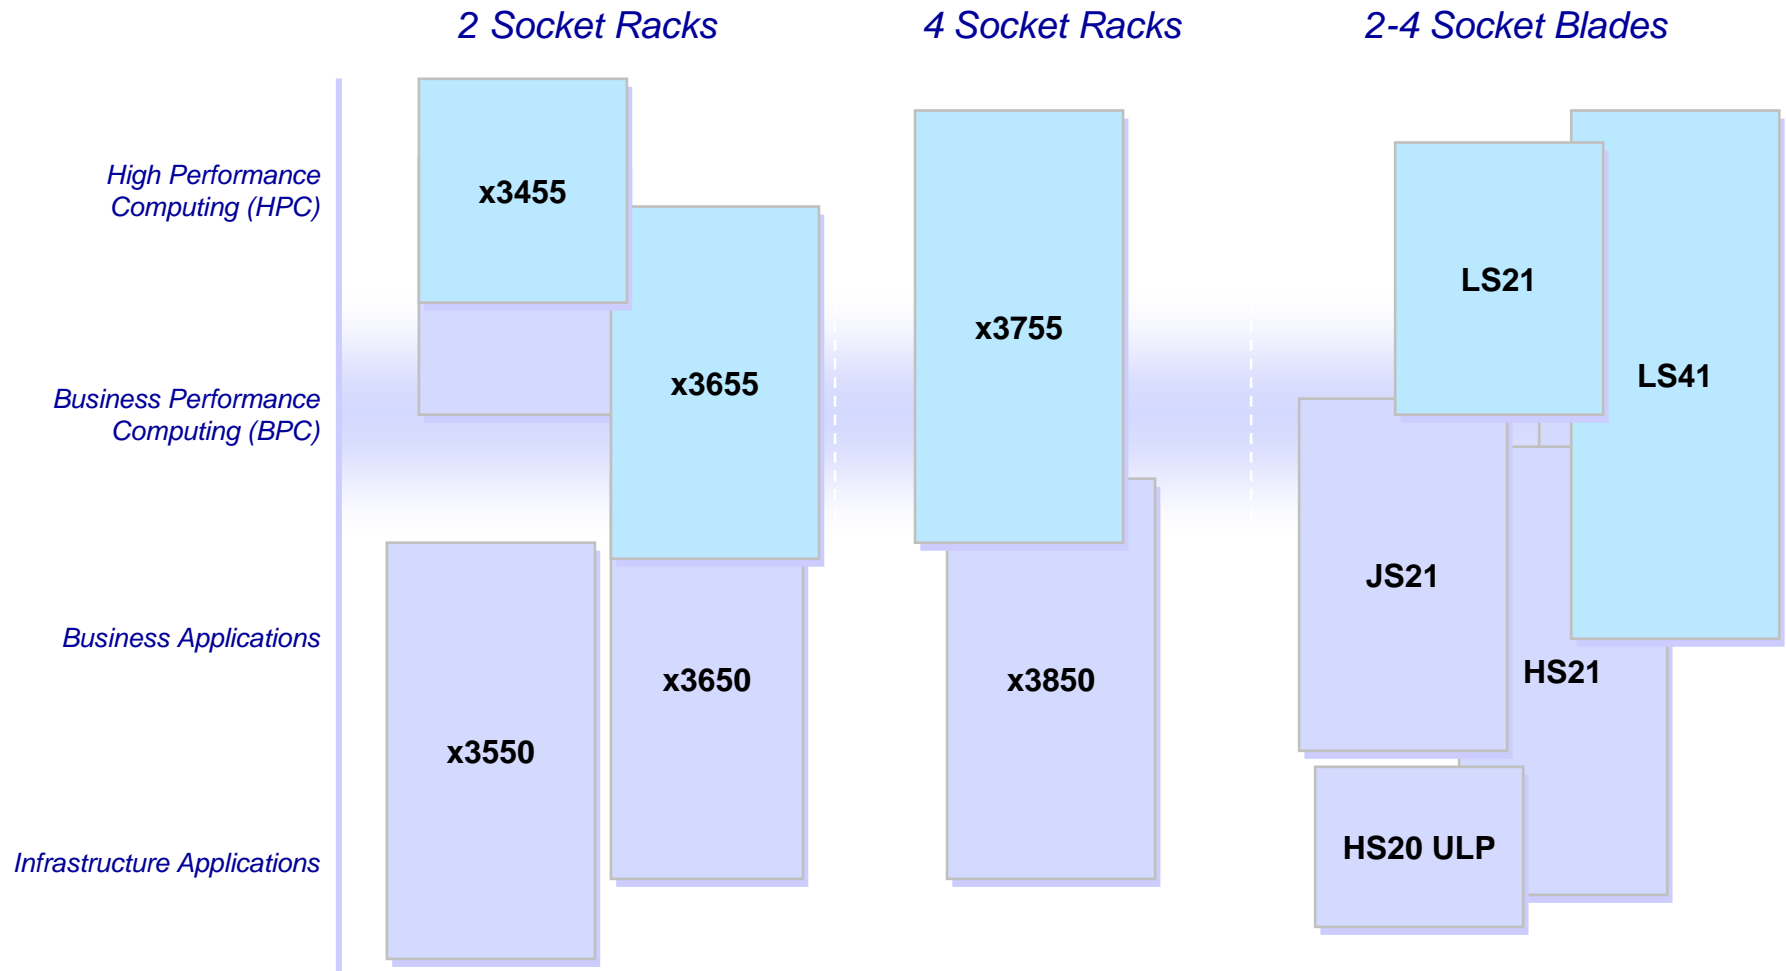 2 Socket Racks
4 Socket Racks
2-4 Socket Blades
High Performance
Computing (HPC)
Business Performance
Computing (BPC)
Business Applications
Infrastructure Applications
x3455
x3655
x3650
x3550
x3755
x3850
LS21
LS41
JS21
HS21
HS20 ULP